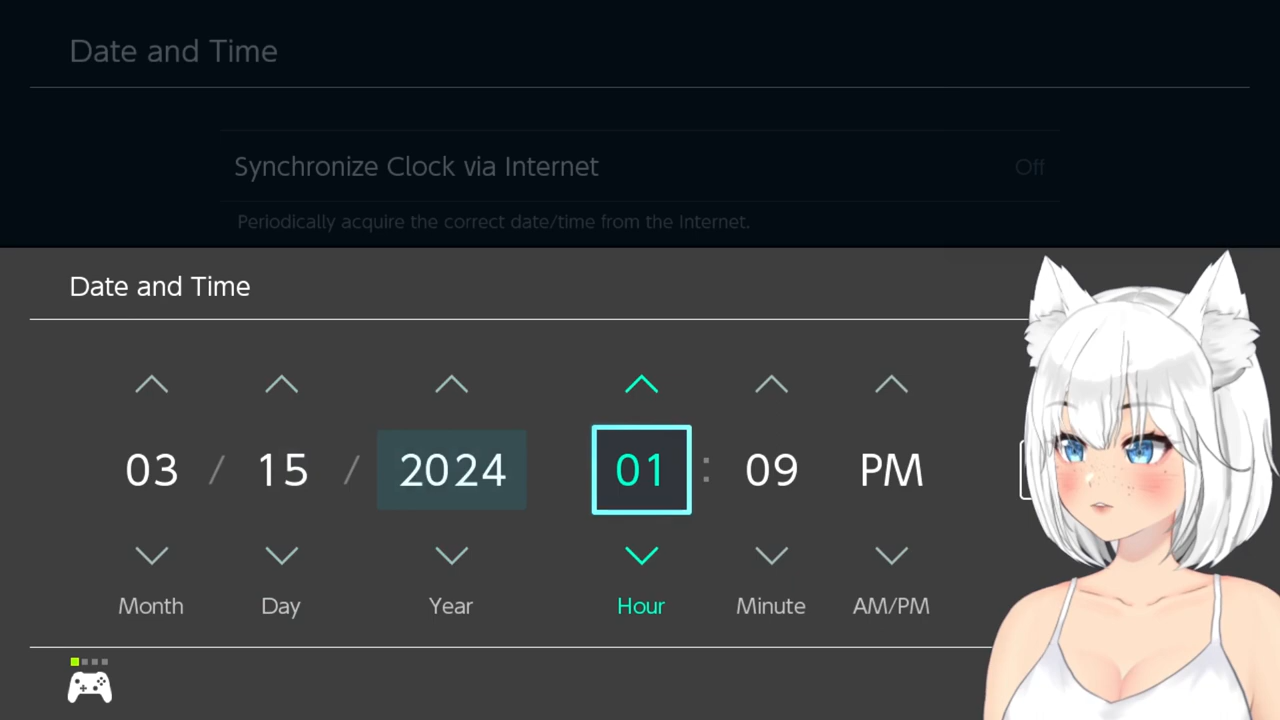 Date and Time
Synchronize Clock via Internet Off
Periodically acquire the correct date/time from the Internet.
Date and Time
03 / 15 / 2024 01 : 09 PM
Month Day Year Hour Minute AM/PM